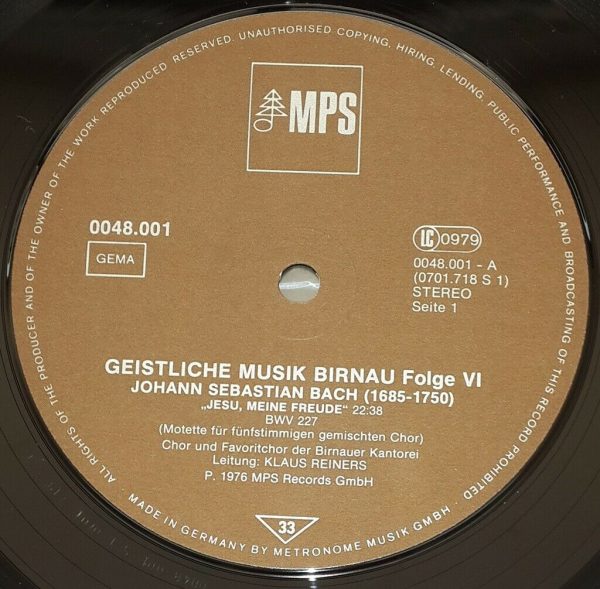 ALL RIGHTS OF THE PRODUCER AND OF THE OWNER OF THE WORK REPRODUCED RESERVED. UNAUTHORISED COPYING, HIRING, LENDING, PUBLIC PERFORMANCE AND BROADCASTING OF THIS RECORD PROHIBITED
MPS
0048.001
GEMA
LC 0979
0048.001 - A
(0701.718 S 1)
STEREO
Seite 1
GEISTLICHE MUSIK BIRNAU Folge VI
JOHANN SEBASTIAN BACH (1685-1750)
„JESU, MEINE FREUDE“ 22:38
BWV 227
(Motette für fünfstimmigen gemischten Chor)
Chor und Favoritchor der Birnauer Kantorei
Leitung: KLAUS REINERS
P. 1976 MPS Records GmbH
33
- MADE IN GERMANY BY METRONOME MUSIK GMBH -